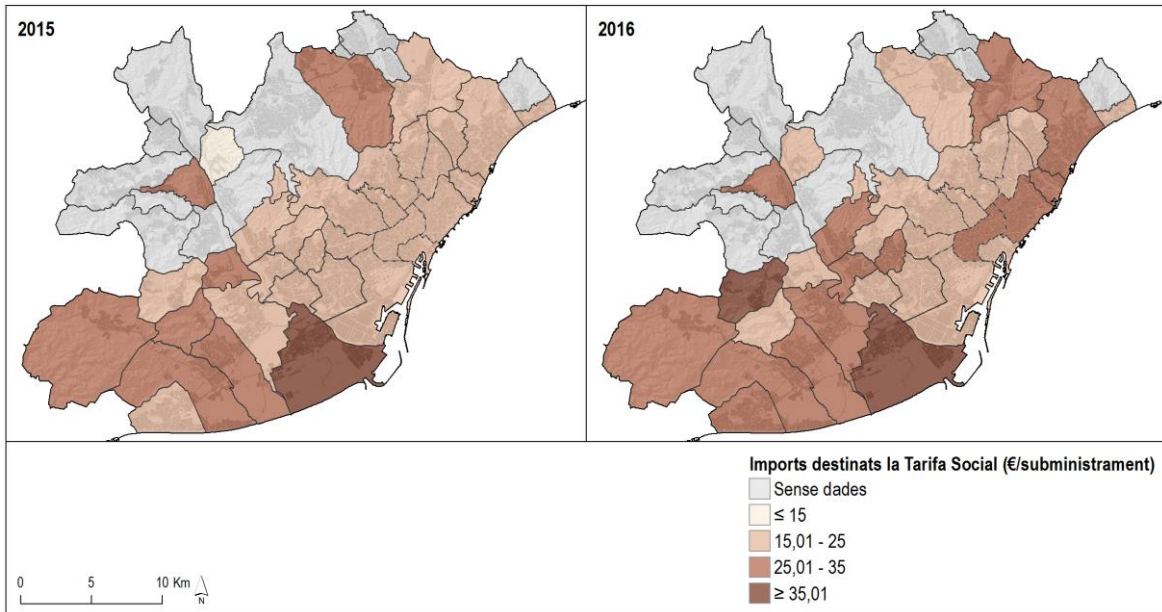 2015
2016
Imports destinats la Tarifa Social (€/subministrament)
Sense dades
≤ 15
15,01 - 25
25,01 - 35
≥ 35,01
0 5 10 Km
N